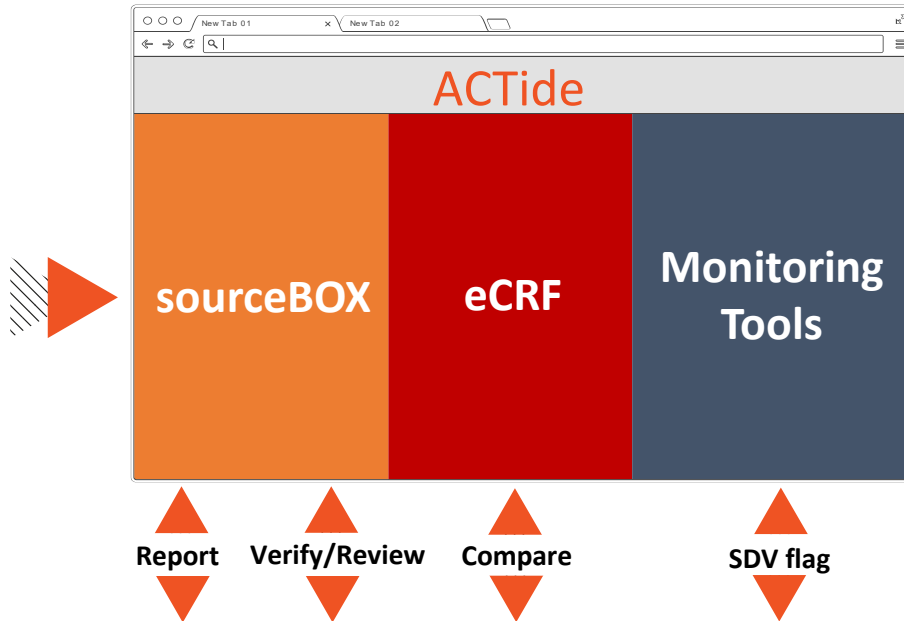 New Tab 01
New Tab 02
ACTide
sourceBOX
eCRF
Monitoring
Tools
Report
Verify/Review
Compare
SDV flag